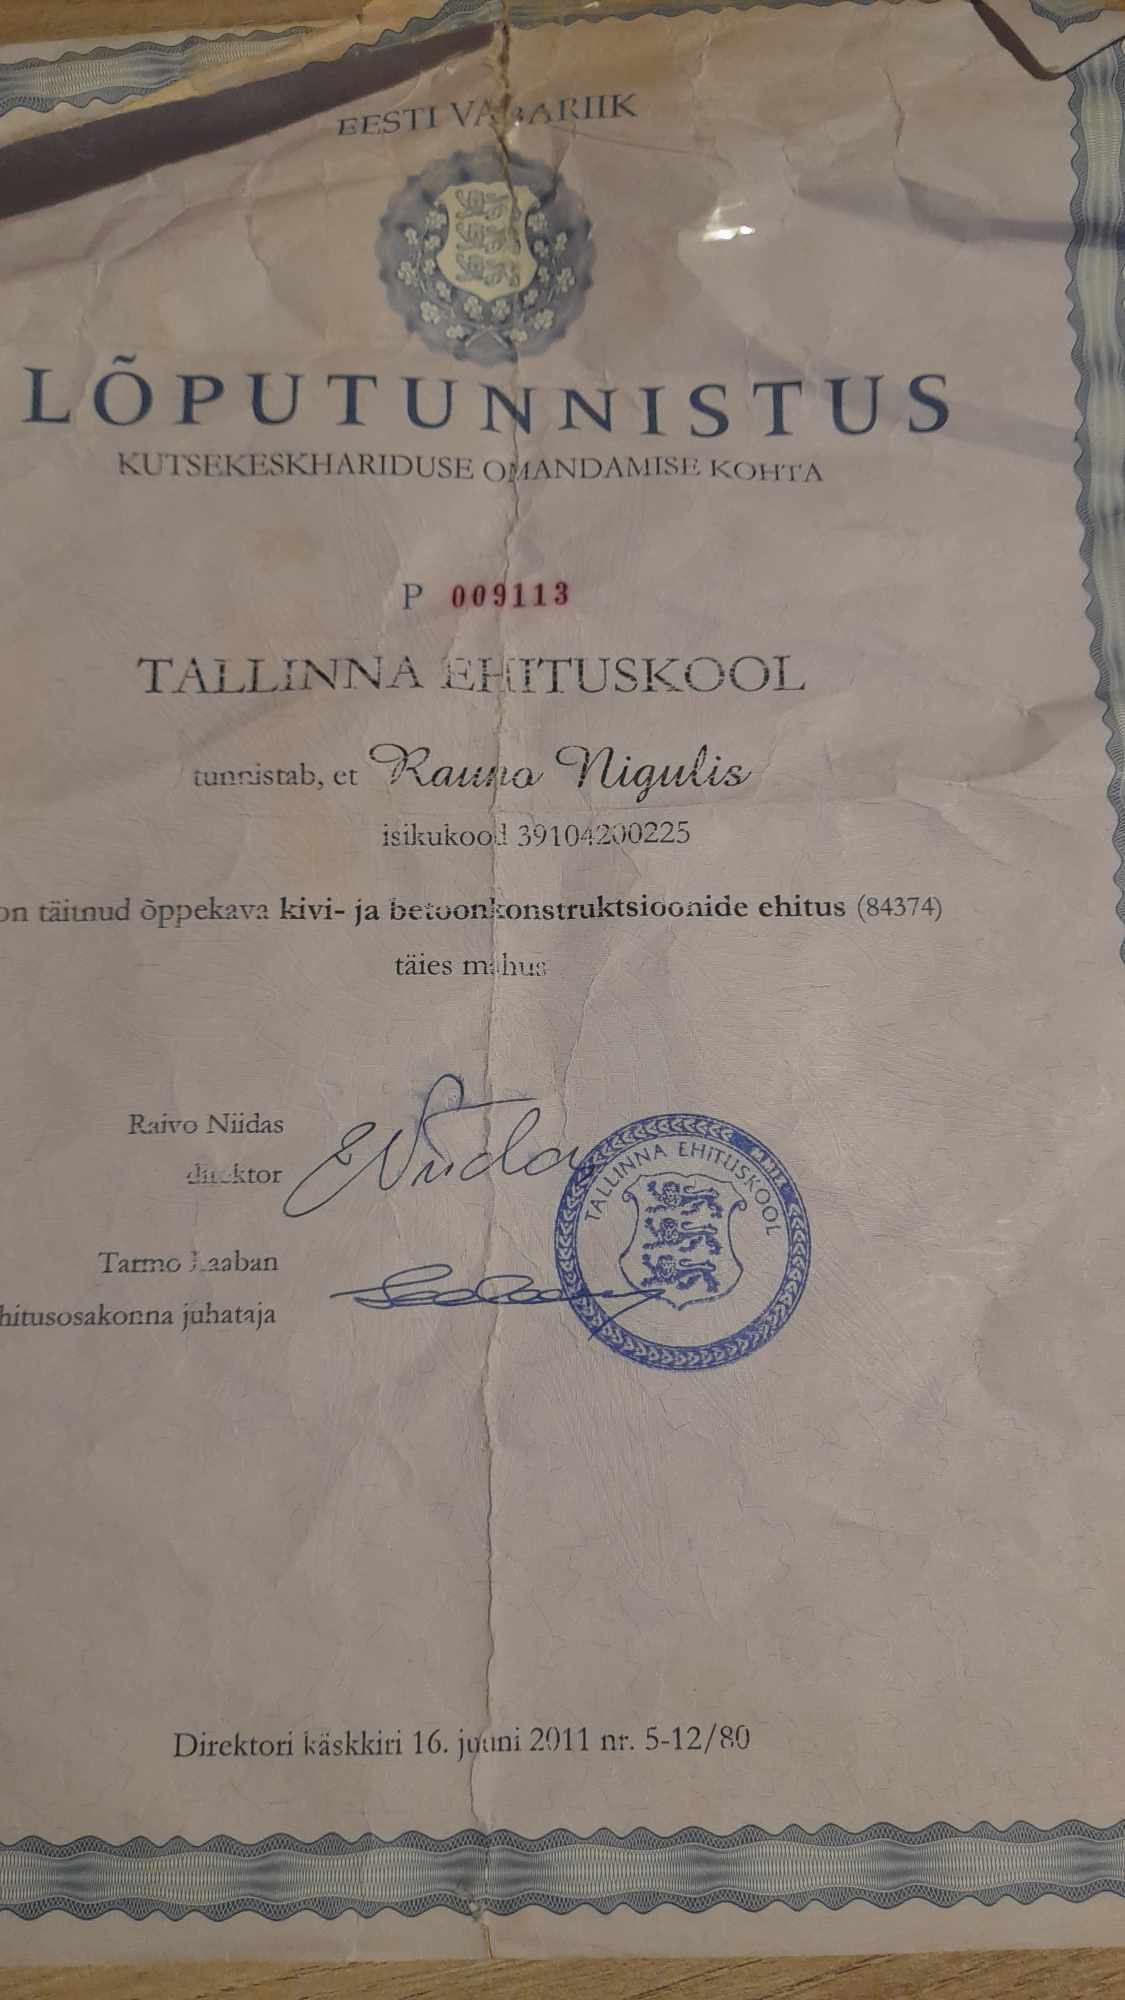 EESTI VABARIIK
LÕPUTUNNISTUS
KUTSEKESKHARIDUSE OMANDAMISE KOHTA
P 009113
TALLINNA EHITUSKOOL
tunnistab, et Rauno Nigulis
isikukood 39104200225
on täitnud õppekava kivi- ja betoonkonstruktsioonide ehitus (84374)
täies mahus
Raivo Niidas
direktor
TALLINNA EHITUSKOOL
Tarmo Laaban
hitusosakonna juhataja
Direktori käskkiri 16. juuni 2011 nr. 5-12/80